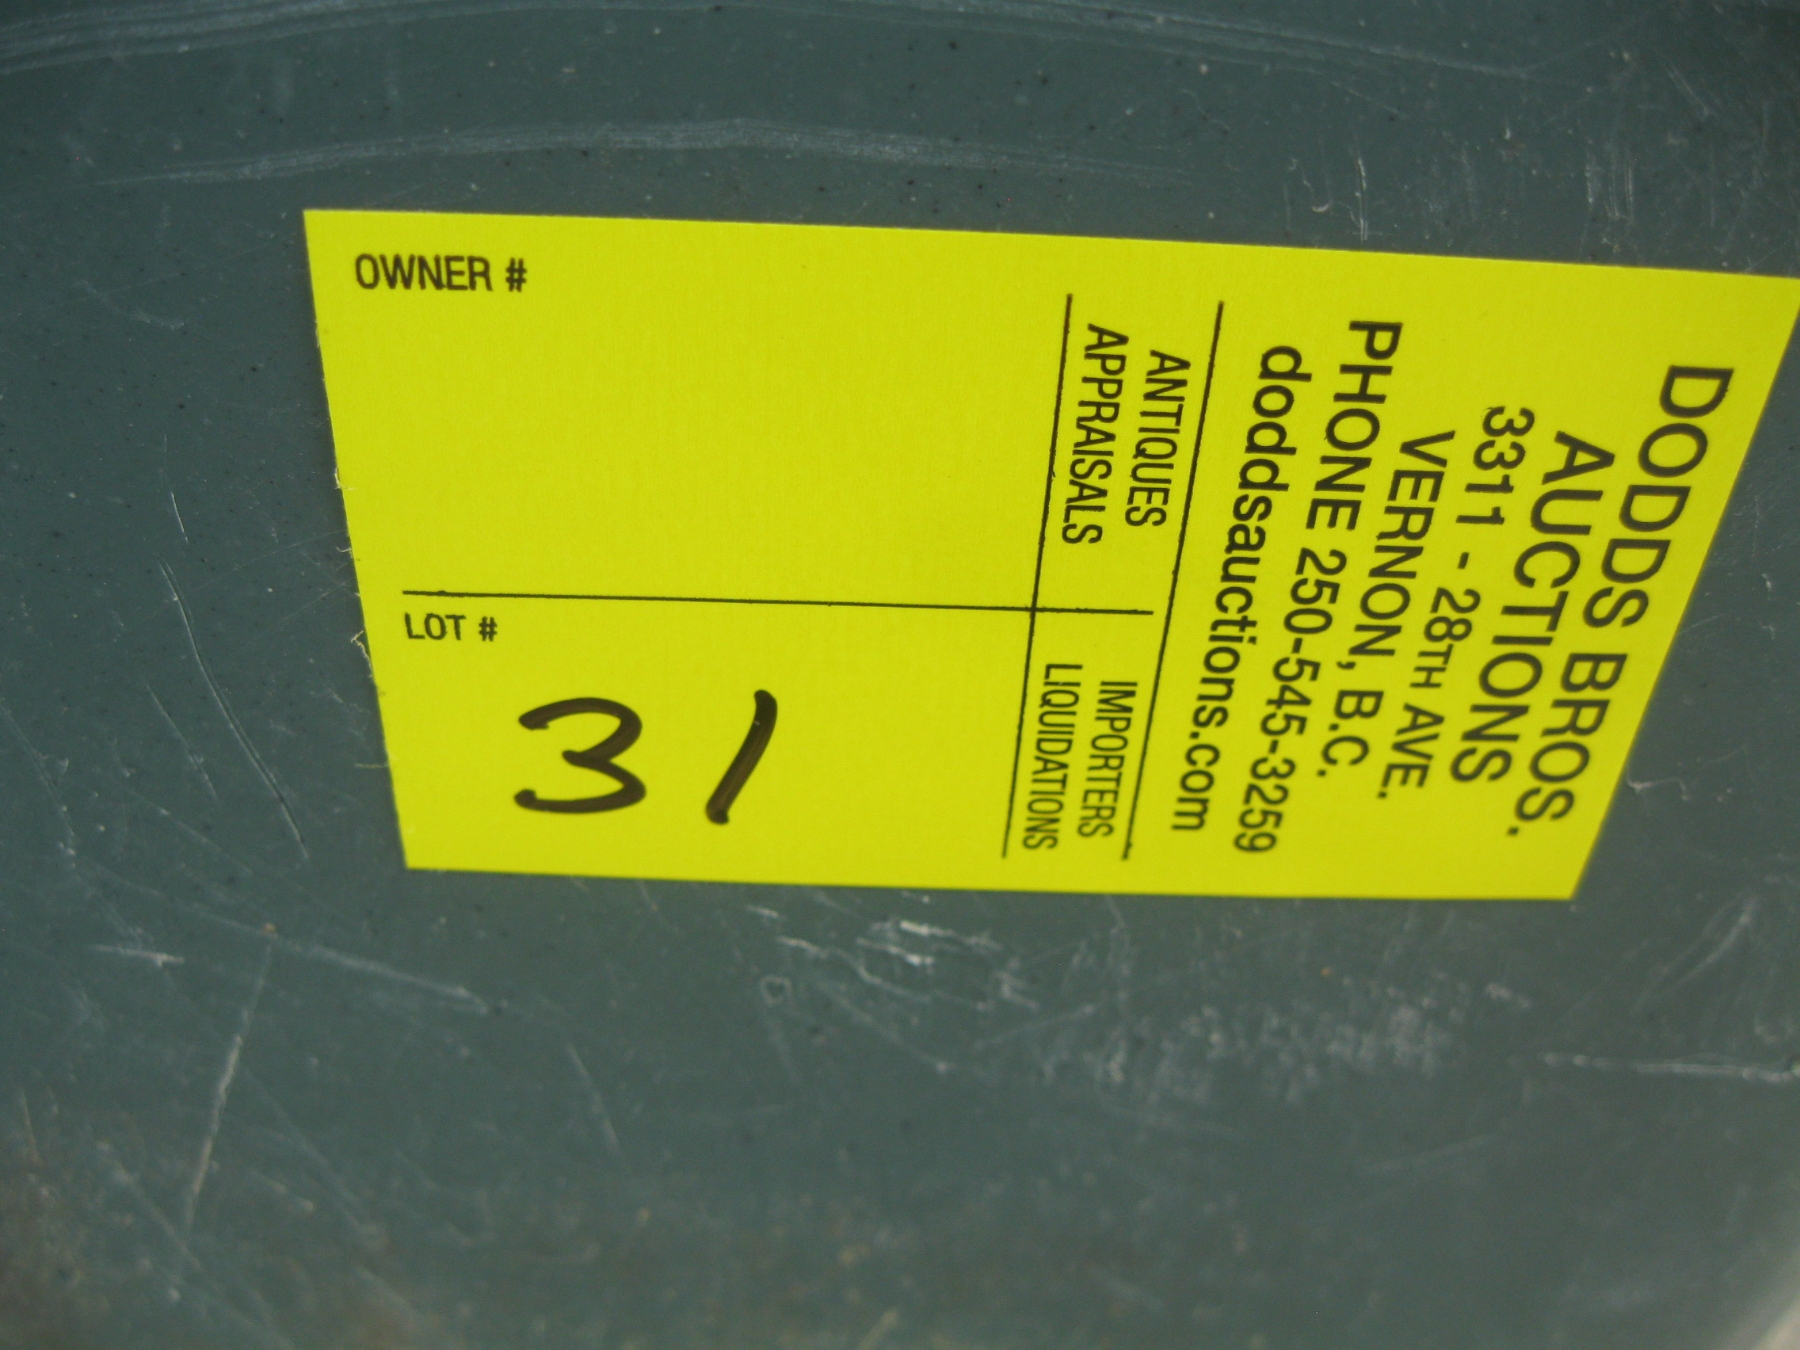 DODDS BROS.
AUCTIONS
3311 - 28TH AVE.
VERNON, B.C.
PHONE 250-545-3259
doddsauctions.com
ANTIQUES
APPRAISALS
IMPORTERS
LIQUIDATIONS
OWNER #
LOT #
31